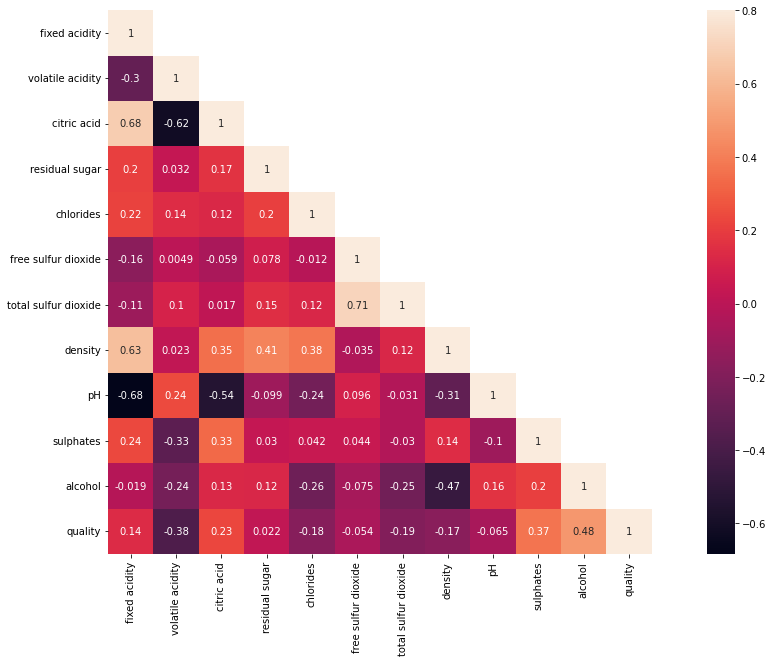 0.8
fixed acidity 1
volatile acidity -0.3 1
0.6
citric acid 0.68 -0.62 1
residual sugar 0.2 0.032 0.17 1
0.4
chlorides 0.22 0.14 0.12 0.2 1
0.2
free sulfur dioxide -0.16 0.0049 -0.059 0.078 -0.012 1
total sulfur dioxide -0.11 0.1 0.017 0.15 0.12 0.71 1
0.0
density 0.63 0.023 0.35 0.41 0.38 -0.035 0.12 1
-0.2
pH -0.68 0.24 -0.54 -0.099 -0.24 0.096 -0.031 -0.31 1
sulphates 0.24 -0.33 0.33 0.03 0.042 0.044 -0.03 0.14 -0.1 1
-0.4
alcohol -0.019 -0.24 0.13 0.12 -0.26 -0.075 -0.25 -0.47 0.16 0.2 1
-0.6
quality 0.14 -0.38 0.23 0.022 -0.18 -0.054 -0.19 -0.17 -0.065 0.37 0.48 1
fixed acidity
volatile acidity
citric acid
residual sugar
chlorides
free sulfur dioxide
total sulfur dioxide
density
pH
sulphates
alcohol
quality